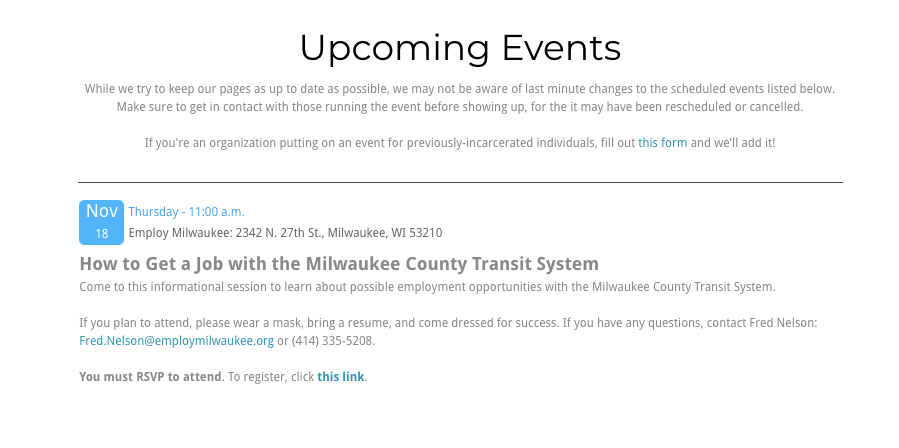 Upcoming Events
While we try to keep our pages as up to date as possible, we may not be aware of last minute changes to the scheduled events listed below.
Make sure to get in contact with those running the event before showing up, for the it may have been rescheduled or cancelled.
If you're an organization putting on an event for previously-incarcerated individuals, fill out this form and we'll add it!
Nov
18
Thursday - 11:00 a.m.
Employ Milwaukee: 2342 N. 27th St., Milwaukee, WI 53210
How to Get a Job with the Milwaukee County Transit System
Come to this informational session to learn about possible employment opportunities with the Milwaukee County Transit System.
If you plan to attend, please wear a mask, bring a resume, and come dressed for success. If you have any questions, contact Fred Nelson:
Fred.Nelson@employmilwaukee.org or (414) 335-5208.
You must RSVP to attend. To register, click this link.